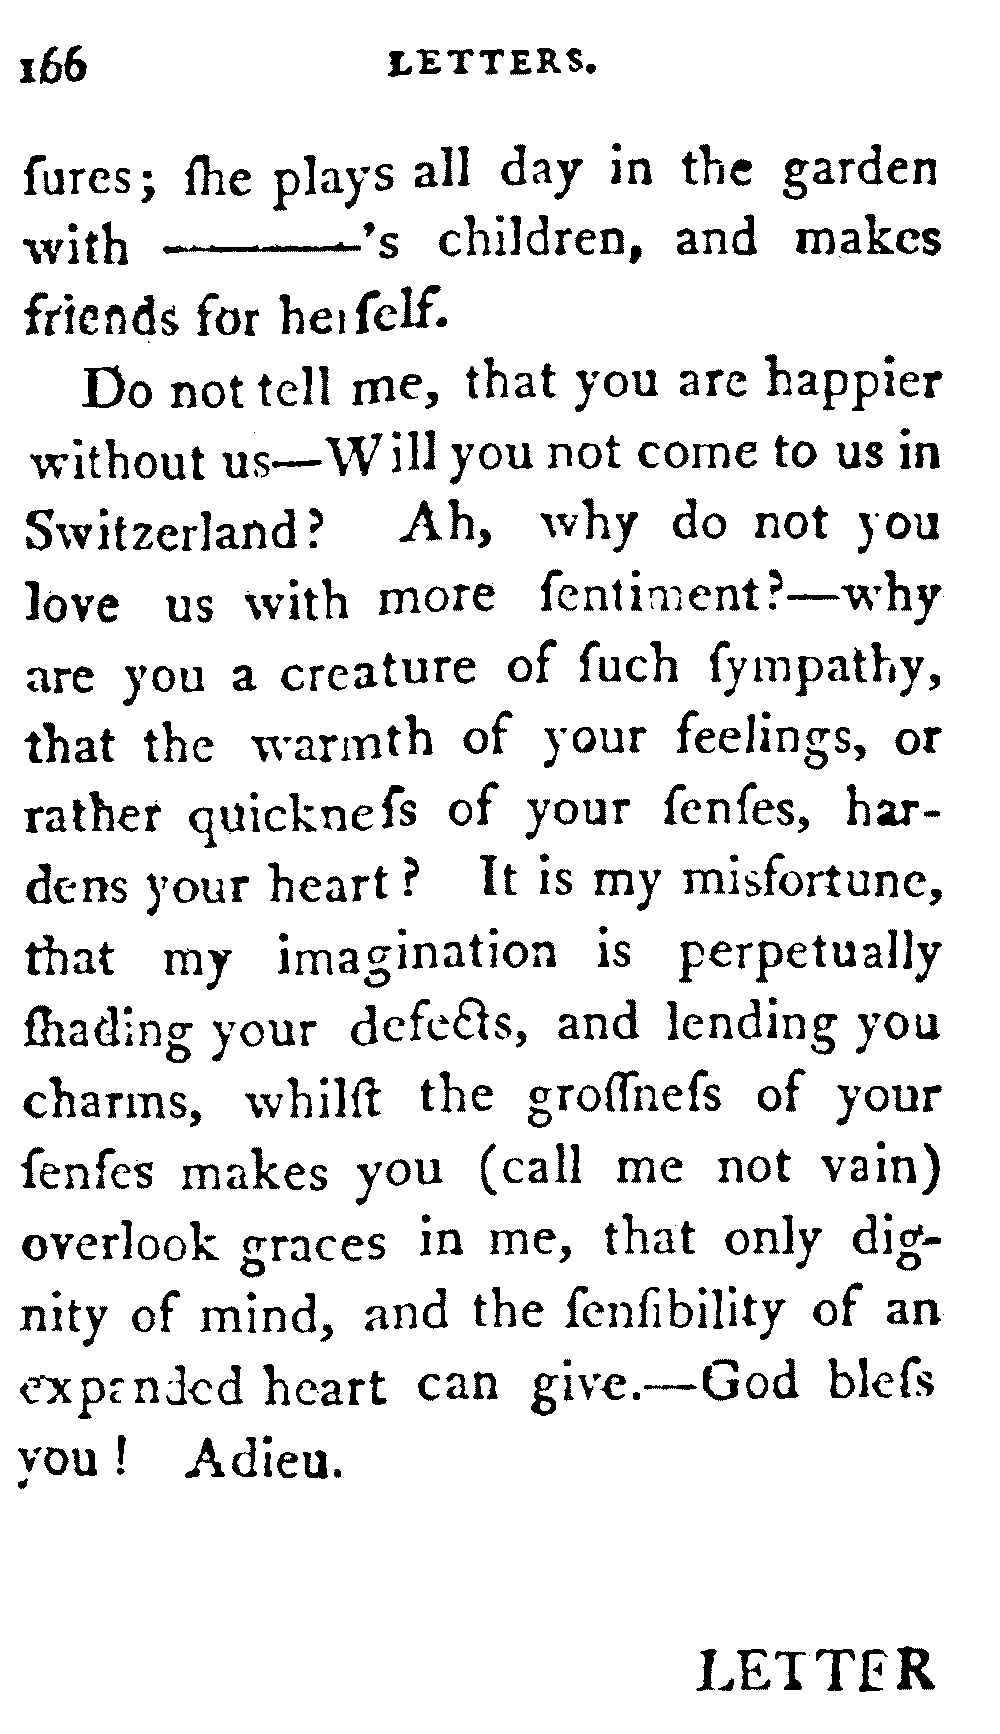 166 LETTERS.
ſures; ſhe plays all day in the garden
with ———'s children, and makes
friends for herſelf.
Do not tell me, that you are happier
without us—Will you not come to us in
Switzerland? Ah, why do not you
love us with more ſentiment?—why
are you a creature of ſuch ſympathy,
that the warmth of your feelings, or
rather quickneſs of your ſenſes, har-
dens your heart? It is my misfortune,
that my imagination is perpetually
ſhading your defects, and lending you
charms, whilſt the groſſneſs of your
ſenſes makes you (call me not vain)
overlook graces in me, that only dig-
nity of mind, and the ſenſibility of an
expanded heart can give.—God bleſs
you! Adieu.
LETTER